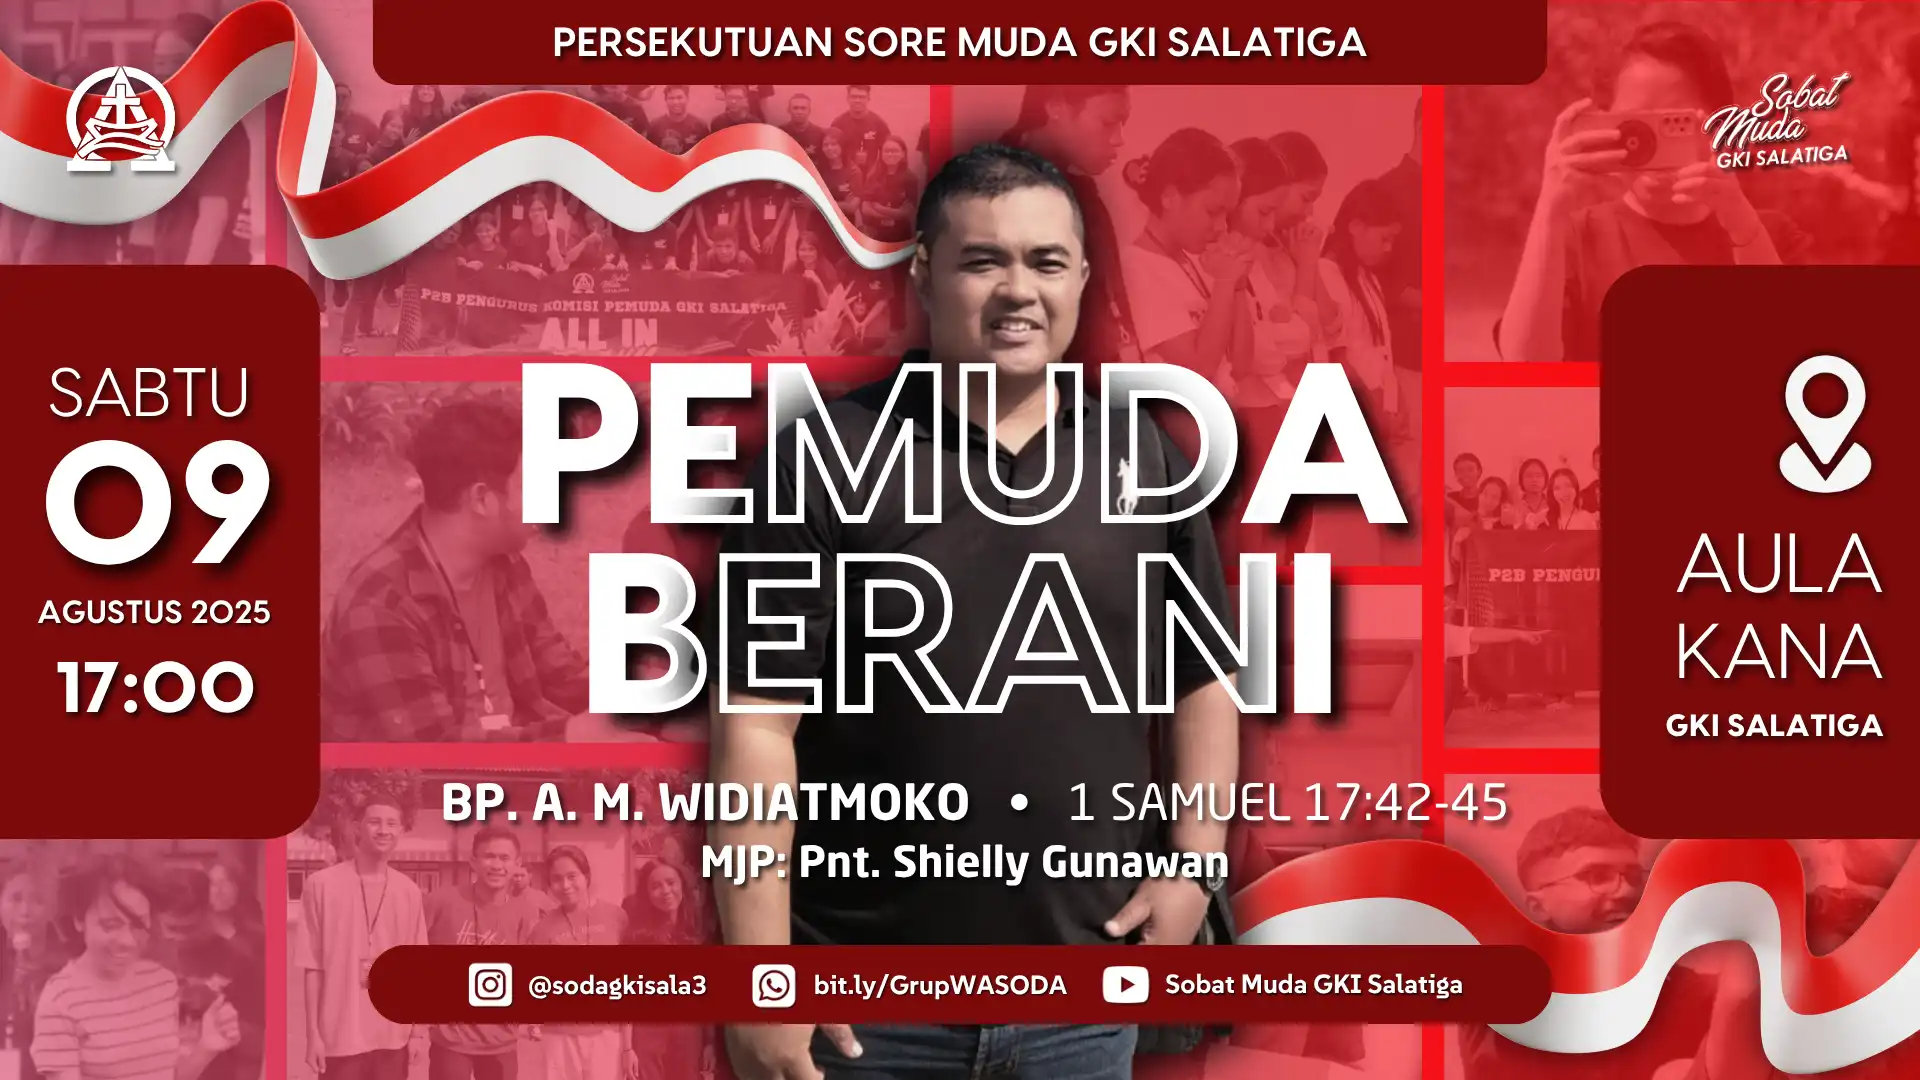 PERSEKUTUAN SORE MUDA GKI SALATIGA
Sobat
Muda
GKI SALATIGA
P2B PENGURUS KOMISI PEMUDA GKI SALATIGA
ALL IN
SABTU
09
AGUSTUS 2025
17:00
PEMUDA
BERANI
AULA
KANA
GKI SALATIGA
P2B PENGU
BP. A. M. WIDIATMOKO • 1 SAMUEL 17:42-45
MJP: Pnt. Shielly Gunawan
@sodagkisala3
bit.ly/GrupWASODA
Sobat Muda GKI Salatiga